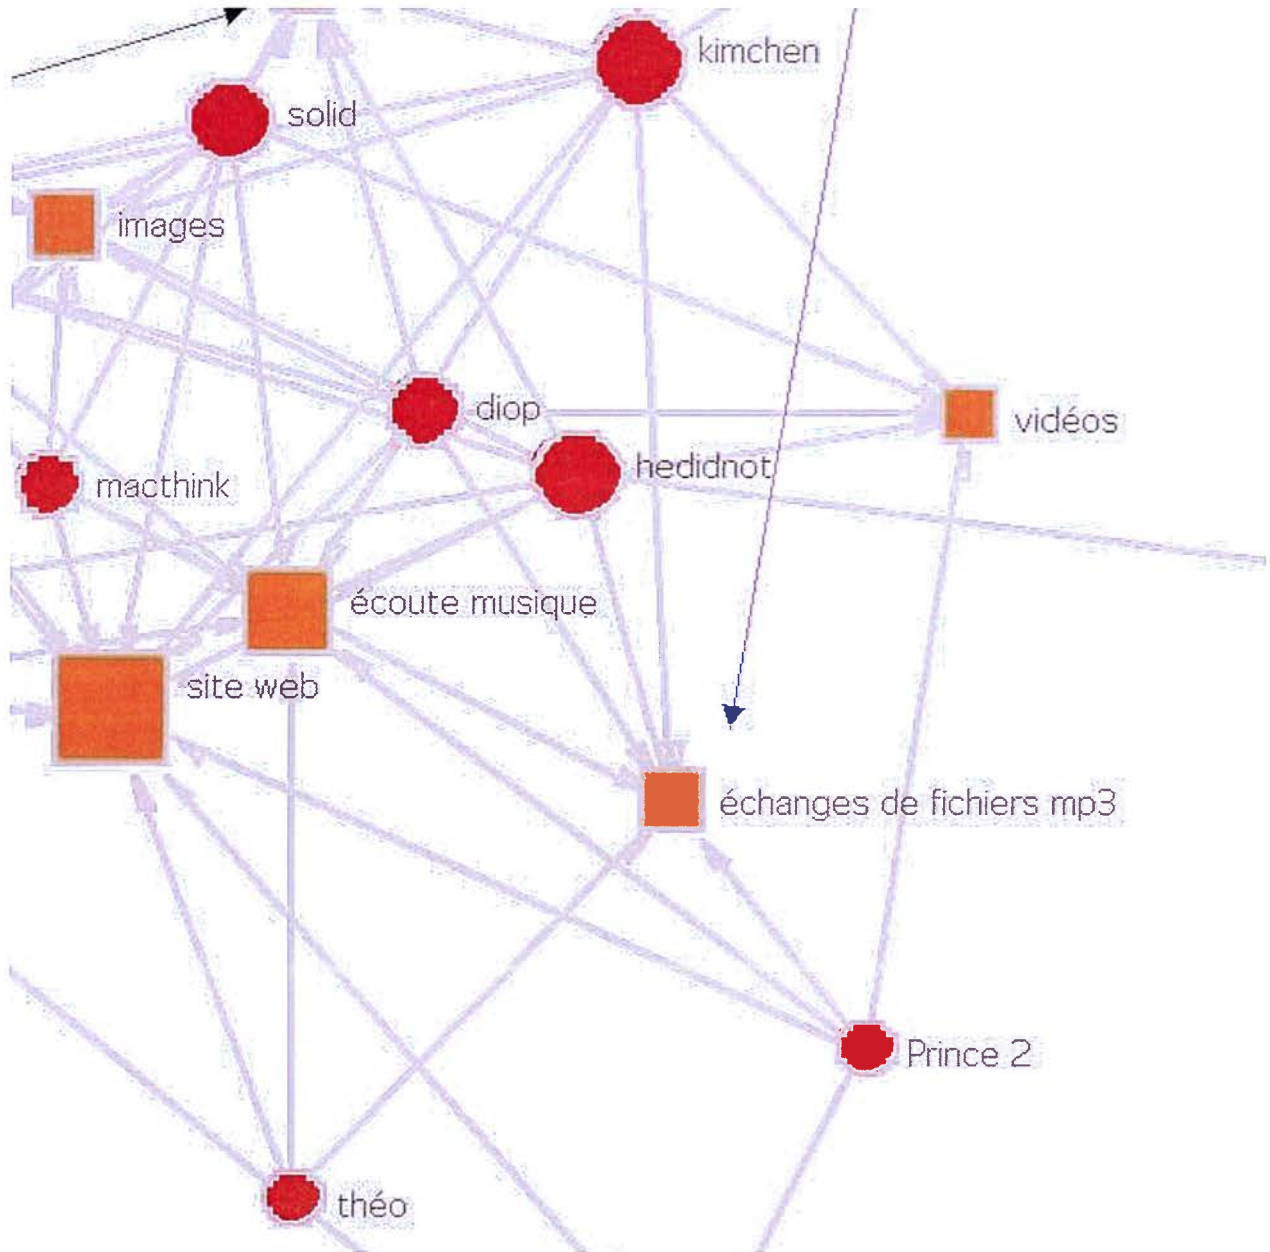 kimchen
solid
images
diop
vidéos
hedidnot
macthink
écoute musique
site web
échanges de fichiers mp3
Prince 2
théo